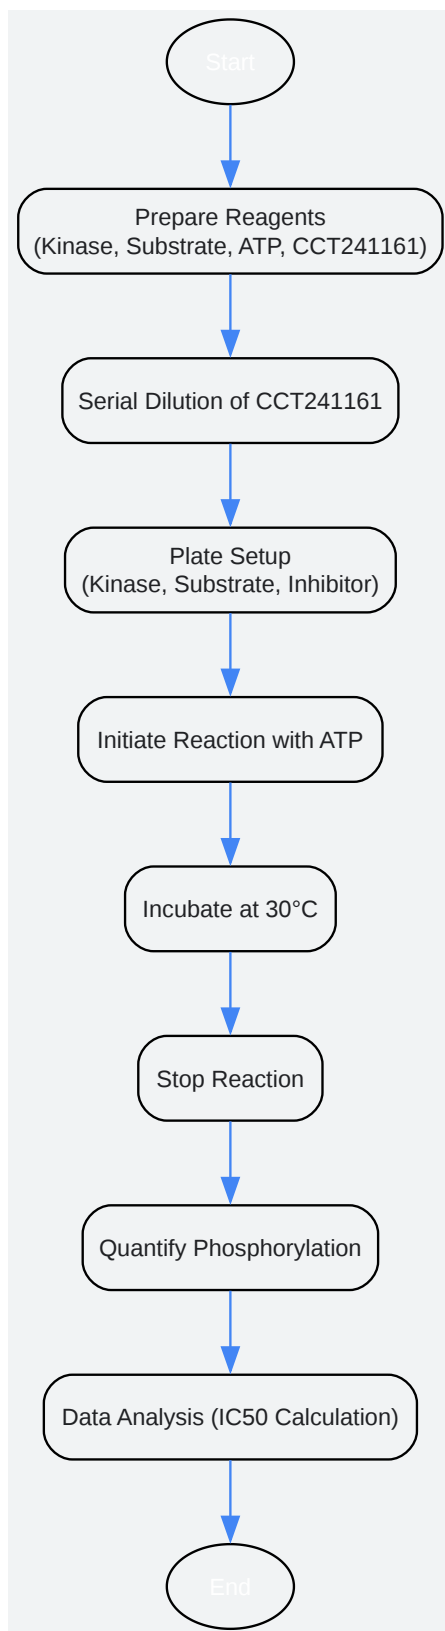 Start
Prepare Reagents
(Kinase, Substrate, ATP, CCT241161)
Serial Dilution of CCT241161
Plate Setup
(Kinase, Substrate, Inhibitor)
Initiate Reaction with ATP
Incubate at 30°C
Stop Reaction
Quantify Phosphorylation
Data Analysis (IC50 Calculation)
End